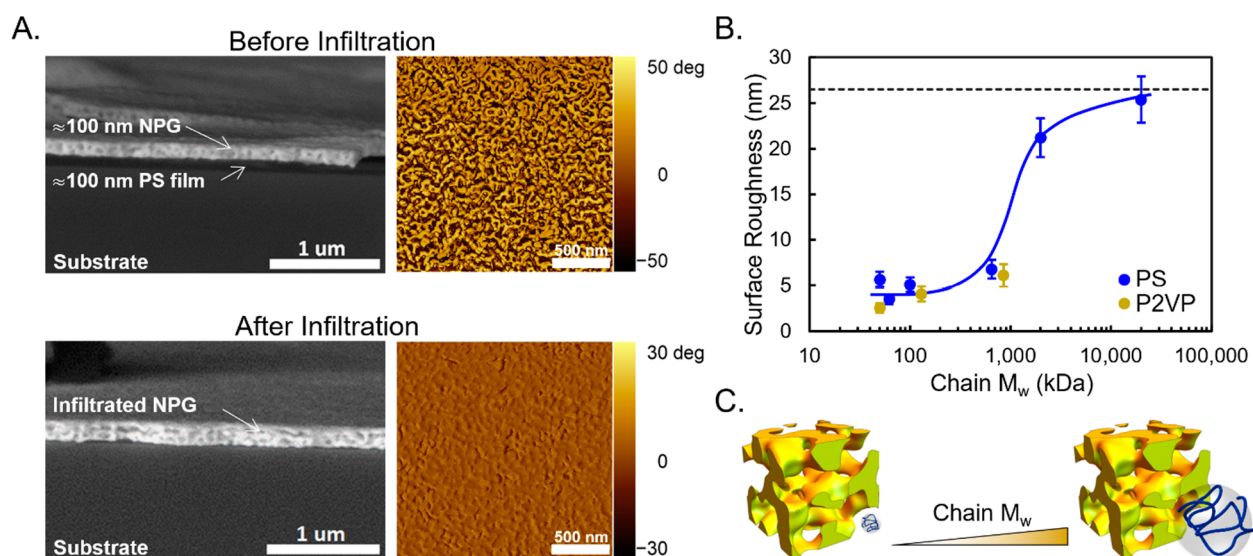 A.
Before Infiltration
≈100 nm NPG
≈100 nm PS film
Substrate
1 um
50 deg
0
−50
500 nm
After Infiltration
Infiltrated NPG
Substrate
1 um
30 deg
0
−30
500 nm
B.
Surface Roughness (nm)
30
25
20
15
10
5
0
10
100
1,000
10,000
100,000
Chain Mw (kDa)
PS
P2VP
C.
Chain Mw